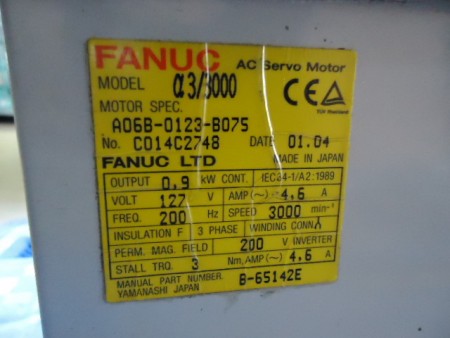 FANUC AC Servo Motor
MODEL α3/3000
MOTOR SPEC.
A06B-0123-B075
No. C014C2748 DATE 01.04
FANUC LTD MADE IN JAPAN
OUTPUT 0.9 kW CONT. IEC34-1/A2:1989
VOLT 127 V AMP(~) 4.6 A
FREQ. 200 Hz SPEED 3000 min⁻¹
INSULATION F 3 PHASE WINDING CONN.
PERM. MAG. FIELD 200 V INVERTER
STALL TRQ. 3 Nm, AMP(~) 4.6 A
MANUAL PART NUMBER. B-65142E
YAMANASHI JAPAN
CE